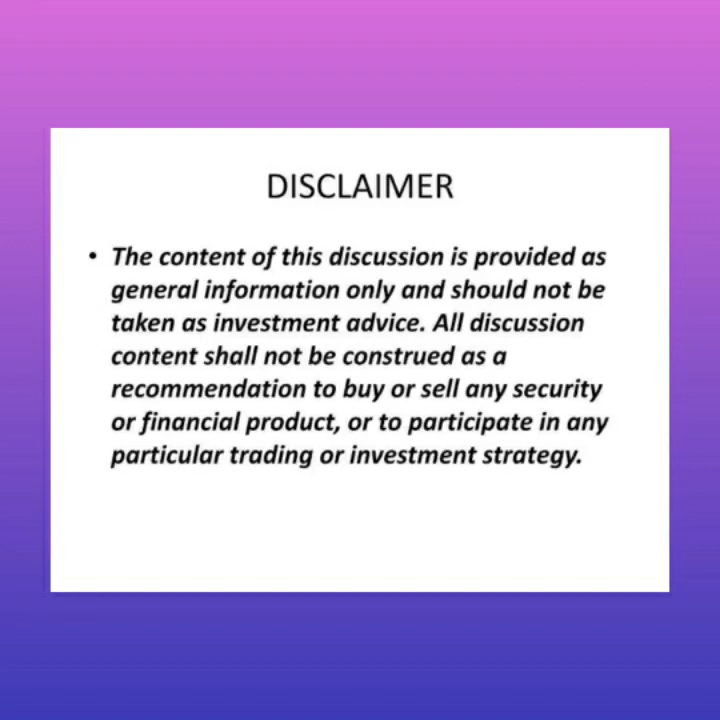 DISCLAIMER
• The content of this discussion is provided as
general information only and should not be
taken as investment advice. All discussion
content shall not be construed as a
recommendation to buy or sell any security
or financial product, or to participate in any
particular trading or investment strategy.